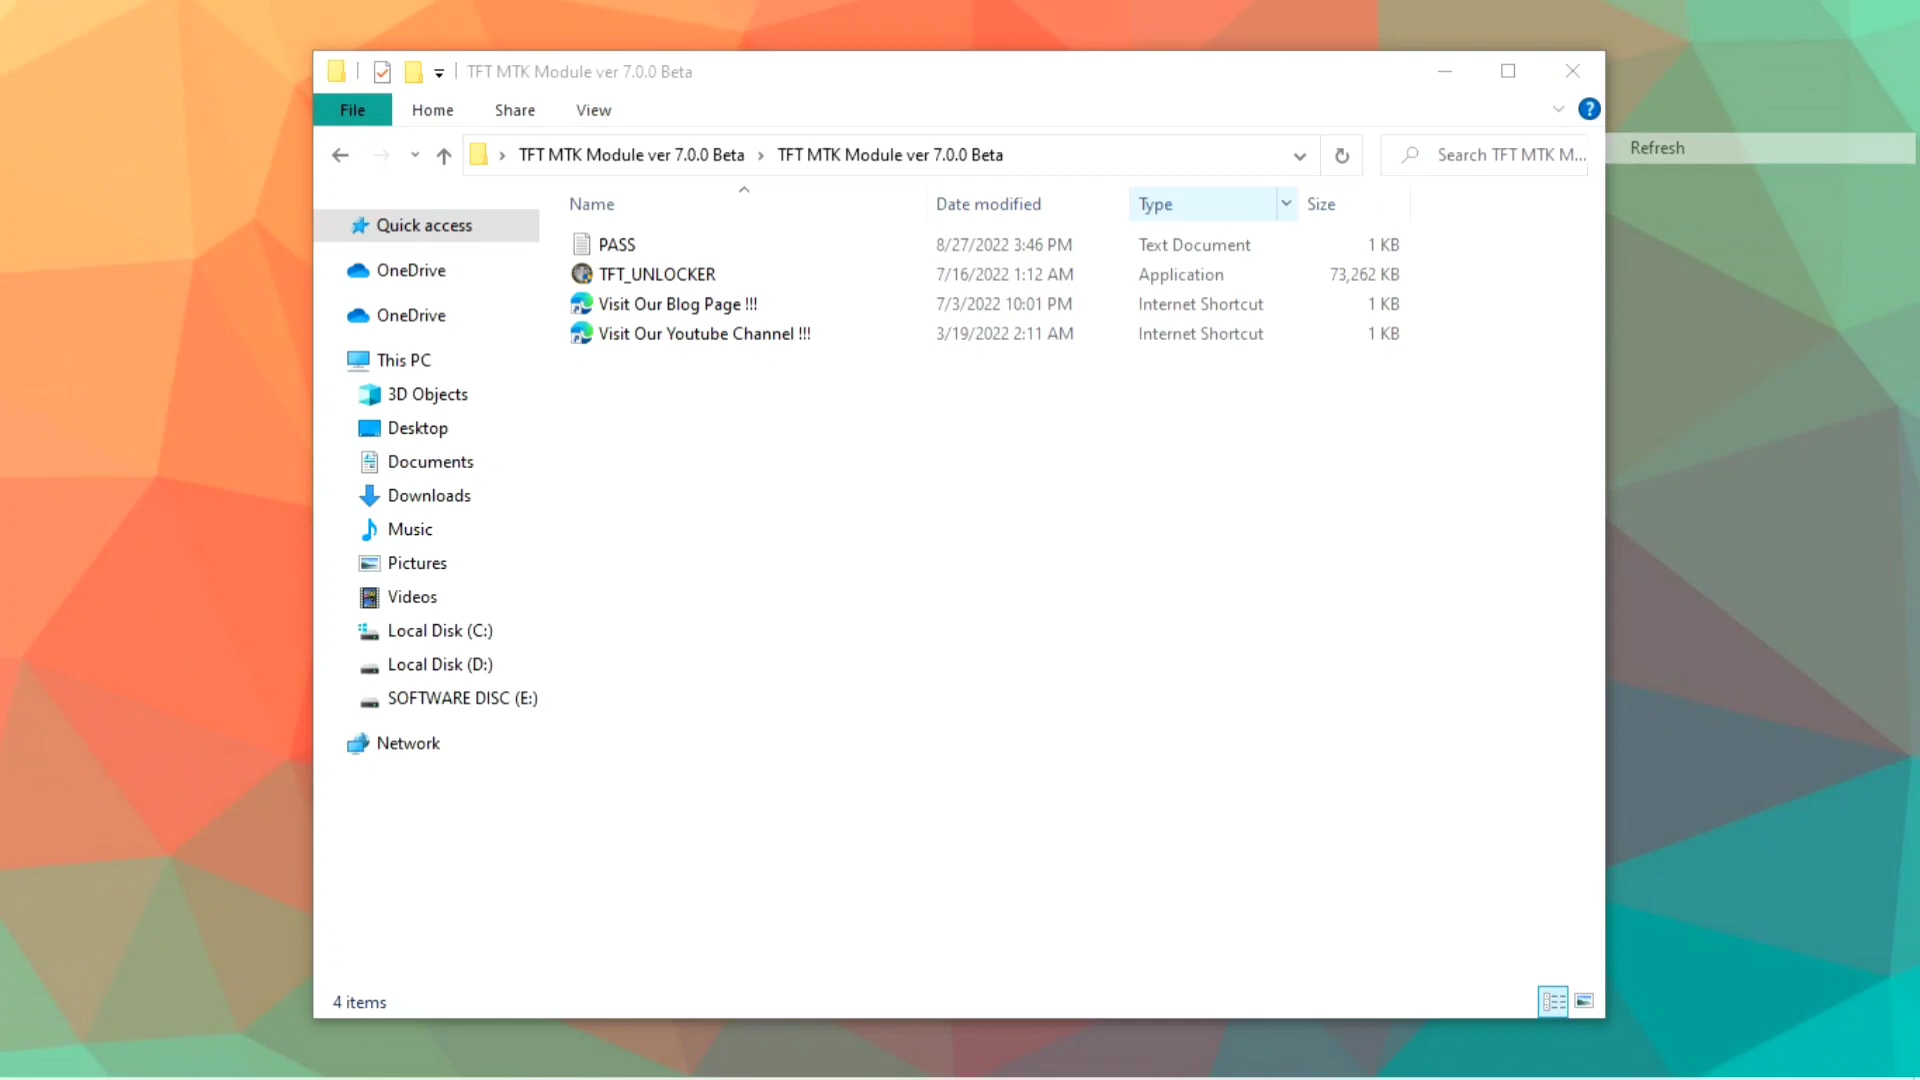 TFT MTK Module ver 7.0.0 Beta
File Home Share View
TFT MTK Module ver 7.0.0 Beta › TFT MTK Module ver 7.0.0 Beta
Search TFT MTK M...
Refresh
Name Date modified Type Size
PASS 8/27/2022 3:46 PM Text Document 1 KB
TFT_UNLOCKER 7/16/2022 1:12 AM Application 73,262 KB
Visit Our Blog Page !!! 7/3/2022 10:01 PM Internet Shortcut 1 KB
Visit Our Youtube Channel !!! 3/19/2022 2:11 AM Internet Shortcut 1 KB
Quick access
OneDrive
OneDrive
This PC
3D Objects
Desktop
Documents
Downloads
Music
Pictures
Videos
Local Disk (C:)
Local Disk (D:)
SOFTWARE DISC (E:)
Network
4 items